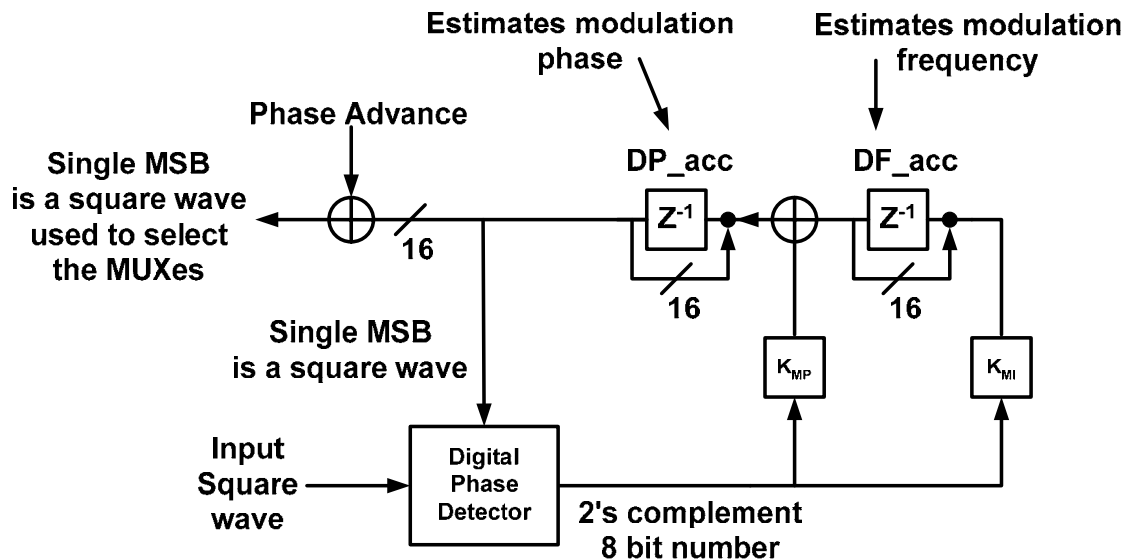 Estimates modulation
phase
Estimates modulation
frequency
Phase Advance
Single MSB
is a square wave
used to select
the MUXes
DP_acc
DF_acc
Z-1
Z-1
16
16
16
Single MSB
is a square wave
KMP
KMI
Input
Square
wave
Digital
Phase
Detector
2's complement
8 bit number